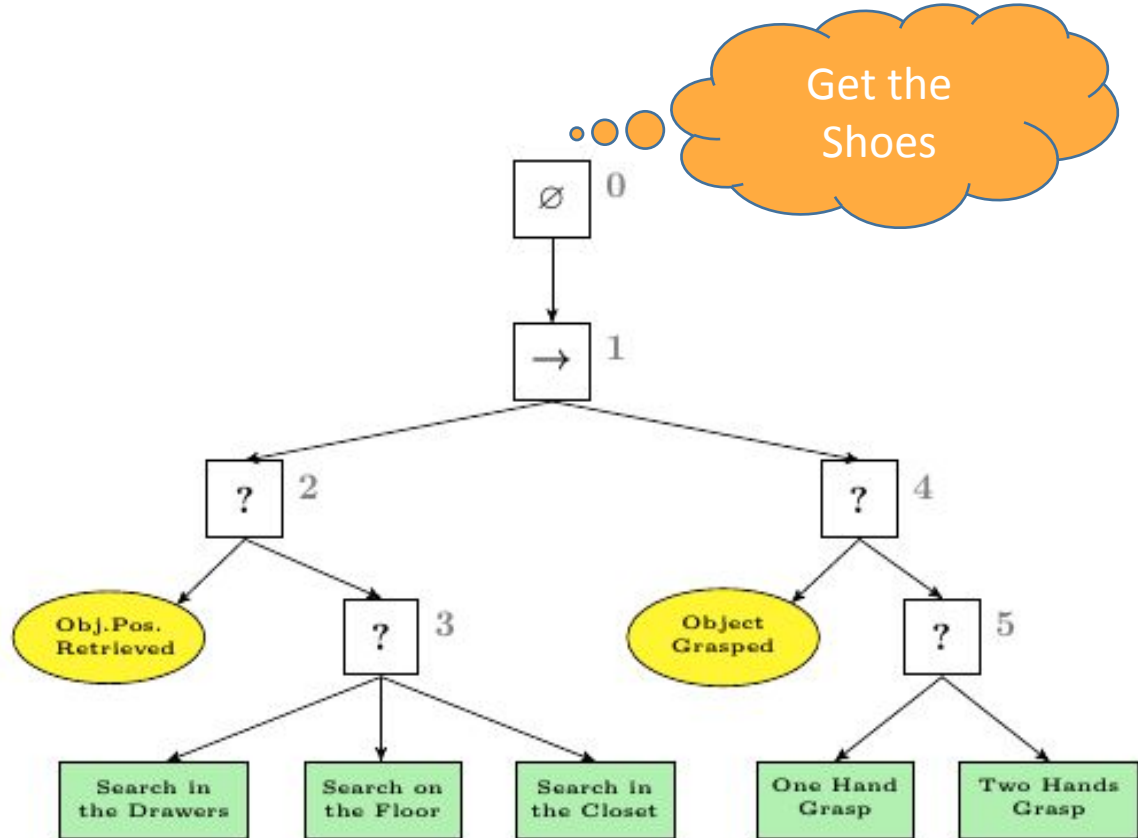 Get the
Shoes
∅ 0
→ 1
? 2
? 4
Obj.Pos.
Retrieved
? 3
Object
Grasped
? 5
Search in
the Drawers
Search on
the Floor
Search in
the Closet
One Hand
Grasp
Two Hands
Grasp